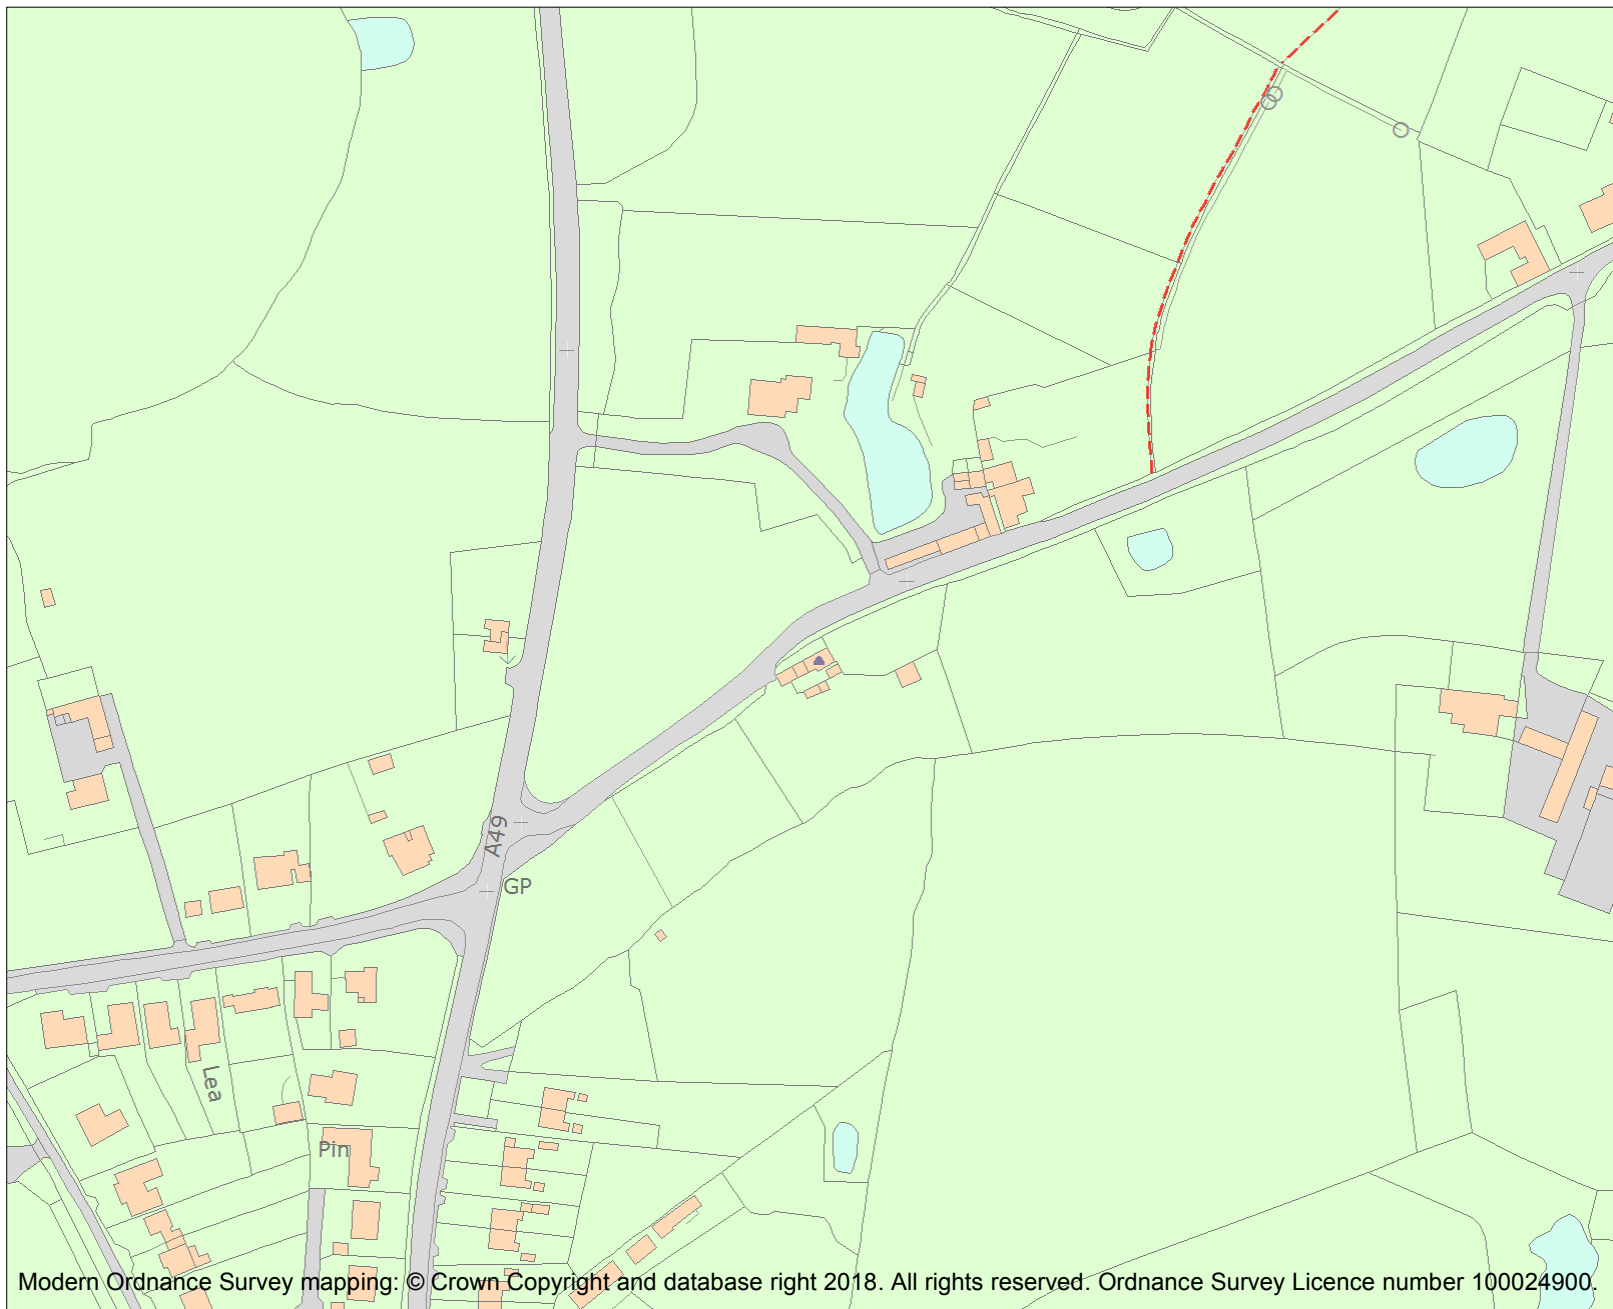 A49
GP
Lea
Pin
Modern Ordnance Survey mapping: © Crown Copyright and database right 2018. All rights reserved. Ordnance Survey Licence number 100024900.